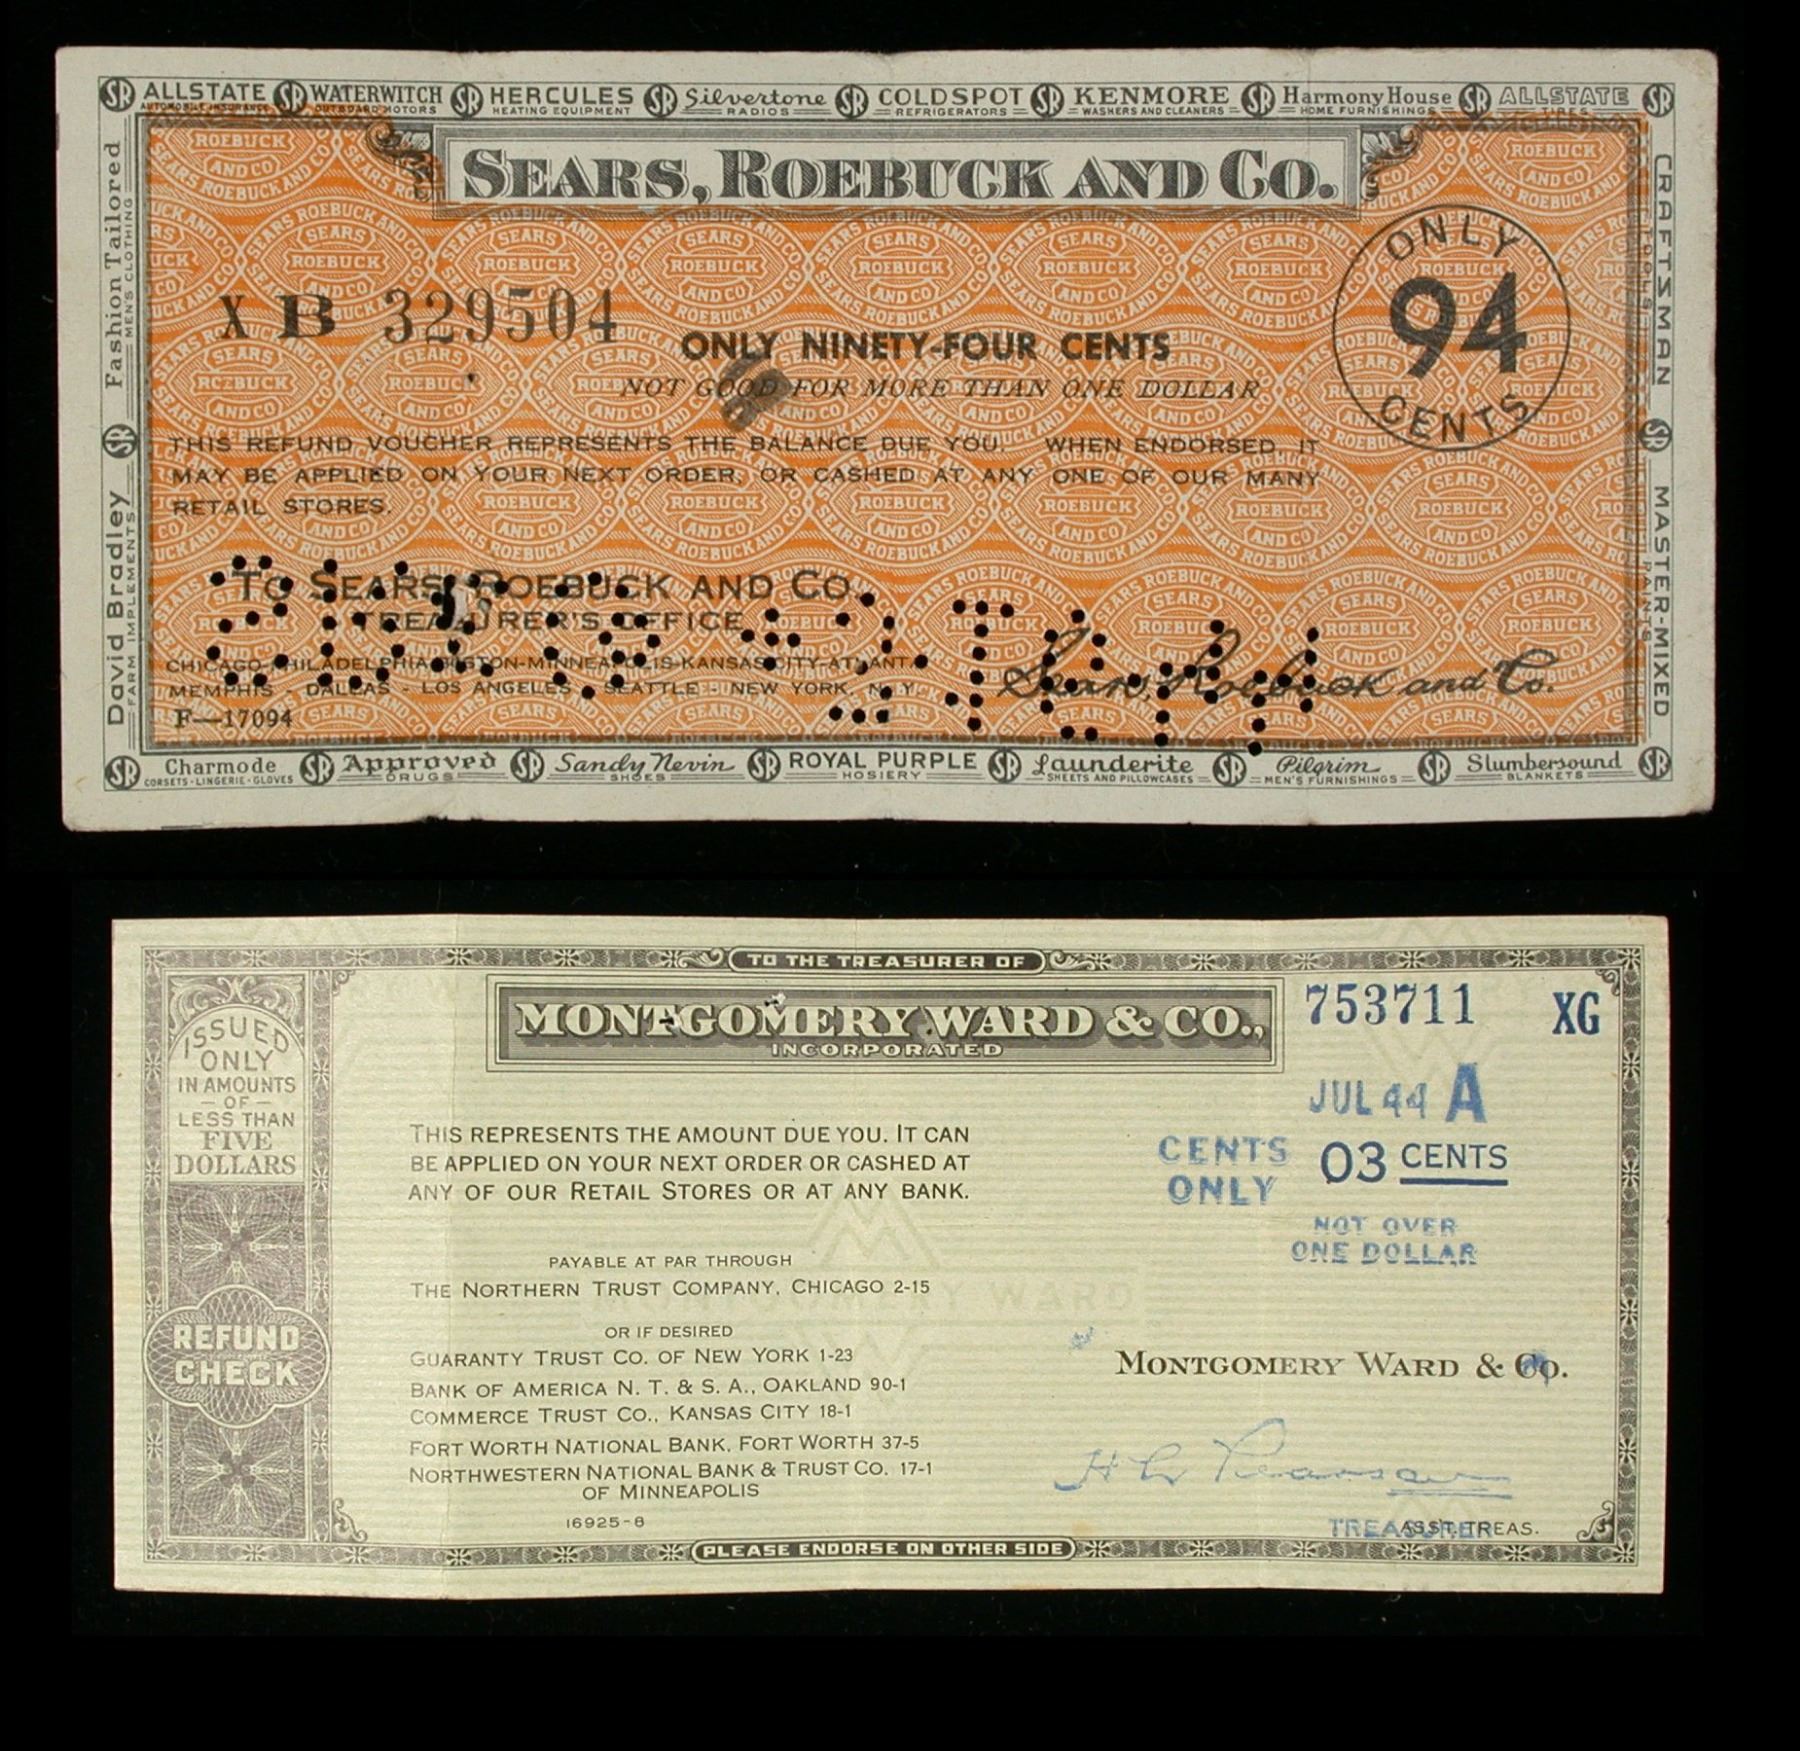 SR ALLSTATE SR WATERWITCH SR HERCULES SR Silvertone SR COLDSPOT SR KENMORE SR Harmony House SR ALLSTATE SR
AUTOMOBILE INSURANCE OUTBOARD MOTORS HEATING EQUIPMENT RADIOS REFRIGERATORS WASHERS AND CLEANERS HOME FURNISHINGS TIRES
SEARS, ROEBUCK AND CO.
Fashion Tailored
MEN'S CLOTHING
SR
David Bradley
FARM IMPLEMENTS
CRAFTSMAN
TOOLS
SR
MASTER-MIXED
PAINTS
ONLY
94
CENTS
X B 329504
ONLY NINETY-FOUR CENTS
NOT GOOD FOR MORE THAN ONE DOLLAR
THIS REFUND VOUCHER REPRESENTS THE BALANCE DUE YOU. WHEN ENDORSED IT
MAY BE APPLIED ON YOUR NEXT ORDER, OR CASHED AT ANY ONE OF OUR MANY
RETAIL STORES.
TO SEARS, ROEBUCK AND CO.
TREASURER'S OFFICE
CHICAGO-PHILADELPHIA-BOSTON-MINNEAPOLIS-KANSAS CITY-ATLANTA
MEMPHIS - DALLAS - LOS ANGELES - SEATTLE - NEW YORK, N.Y.
Sears, Roebuck and Co.
F—17094
SR Charmode SR Approved SR Sandy Nevin SR ROYAL PURPLE SR Launderite SR Pilgrim SR Slumbersound SR
CORSETS-LINGERIE-GLOVES DRUGS SHOES HOSIERY SHEETS AND PILLOWCASES MEN'S FURNISHINGS BLANKETS
TO THE TREASURER OF
MONTGOMERY WARD & CO.,
INCORPORATED
753711 XG
JUL 44 A
CENTS
ONLY
03 CENTS
NOT OVER
ONE DOLLAR
ISSUED
ONLY
IN AMOUNTS
- OF -
LESS THAN
FIVE
DOLLARS
REFUND
CHECK
THIS REPRESENTS THE AMOUNT DUE YOU. IT CAN
BE APPLIED ON YOUR NEXT ORDER OR CASHED AT
ANY OF OUR RETAIL STORES OR AT ANY BANK.
PAYABLE AT PAR THROUGH
THE NORTHERN TRUST COMPANY, CHICAGO 2-15
OR IF DESIRED
GUARANTY TRUST CO. OF NEW YORK 1-23
BANK OF AMERICA N. T. & S. A., OAKLAND 90-1
COMMERCE TRUST CO., KANSAS CITY 18-1
FORT WORTH NATIONAL BANK, FORT WORTH 37-5
NORTHWESTERN NATIONAL BANK & TRUST CO. 17-1
OF MINNEAPOLIS
16925-8
MONTGOMERY WARD & CO.
TREASURER
ASS'T. TREAS.
PLEASE ENDORSE ON OTHER SIDE